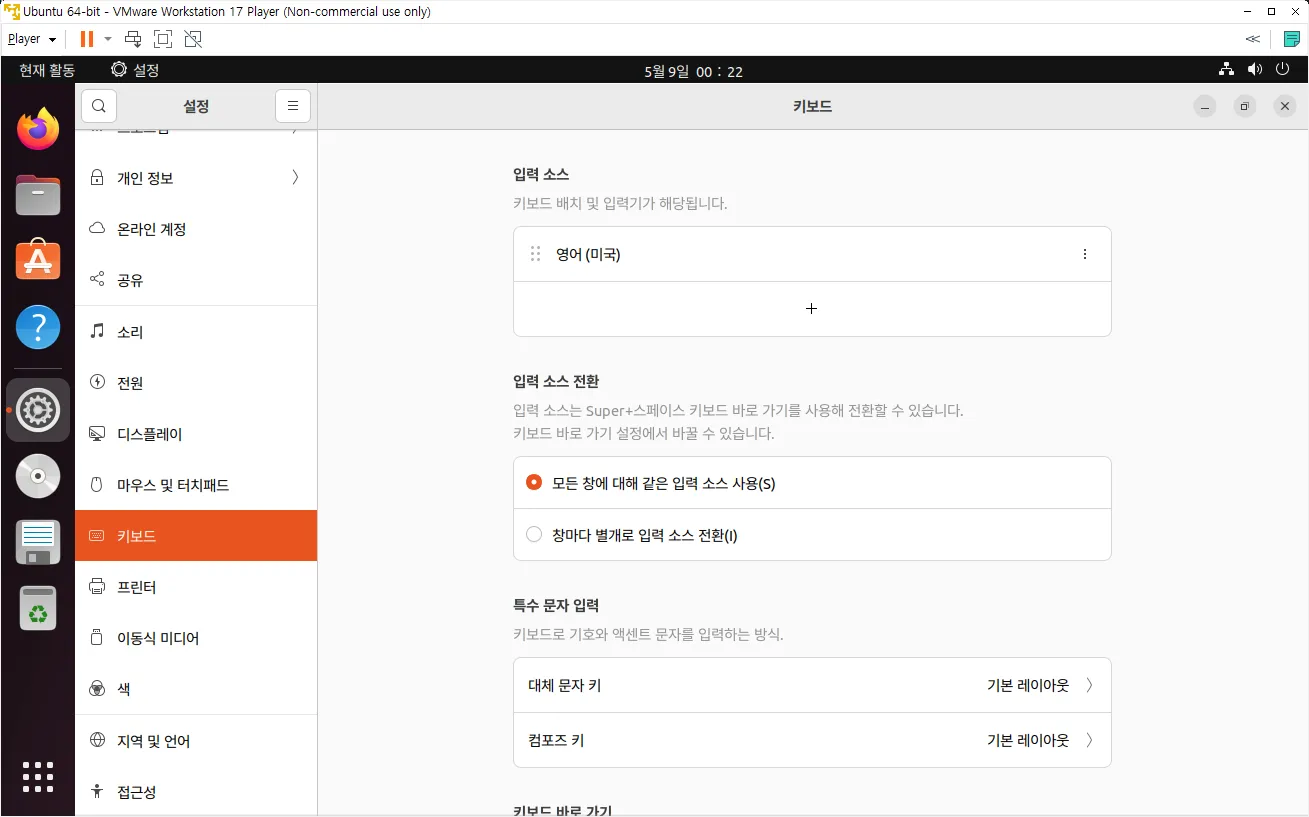 Ubuntu 64-bit - VMware Workstation 17 Player (Non-commercial use only)
Player
현재 활동
설정
5월 9일 00 : 22
설정
키보드
개인 정보
온라인 계정
공유
소리
전원
디스플레이
마우스 및 터치패드
키보드
프린터
이동식 미디어
색
지역 및 언어
접근성
입력 소스
키보드 배치 및 입력기가 해당됩니다.
영어 (미국)
입력 소스 전환
입력 소스는 Super+스페이스 키보드 바로 가기를 사용해 전환할 수 있습니다.
키보드 바로 가기 설정에서 바꿀 수 있습니다.
모든 창에 대해 같은 입력 소스 사용(S)
창마다 별개로 입력 소스 전환(I)
특수 문자 입력
키보드로 기호와 액센트 문자를 입력하는 방식.
대체 문자 키
기본 레이아웃
컴포즈 키
기본 레이아웃
키보드 바로 가기